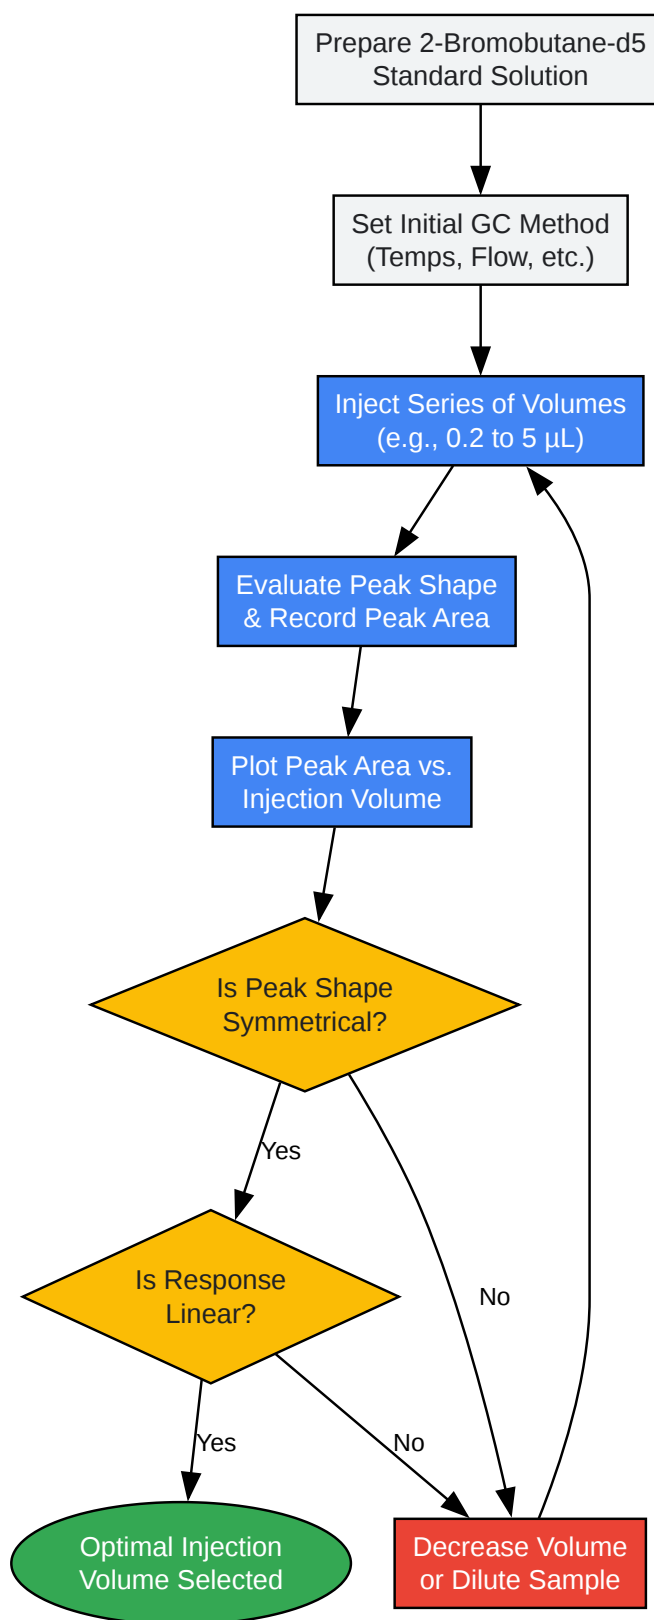 Prepare 2-Bromobutane-d5
Standard Solution
Set Initial GC Method
(Temps, Flow, etc.)
Inject Series of Volumes
(e.g., 0.2 to 5 µL)
Evaluate Peak Shape
& Record Peak Area
Plot Peak Area vs.
Injection Volume
Is Peak Shape
Symmetrical?
Yes
No
Is Response
Linear?
Yes
No
Optimal Injection
Volume Selected
Decrease Volume
or Dilute Sample